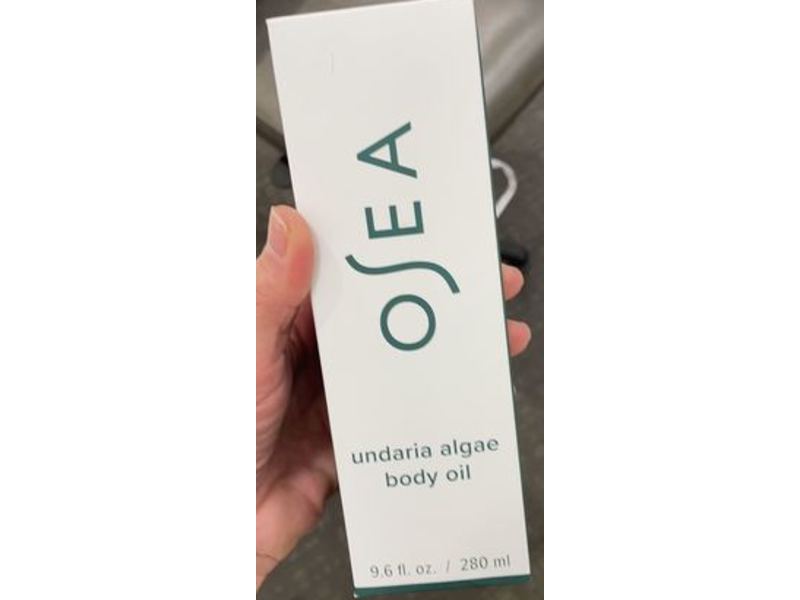 OSEA
undaria algae
body oil
9.6 fl. oz. / 280 ml